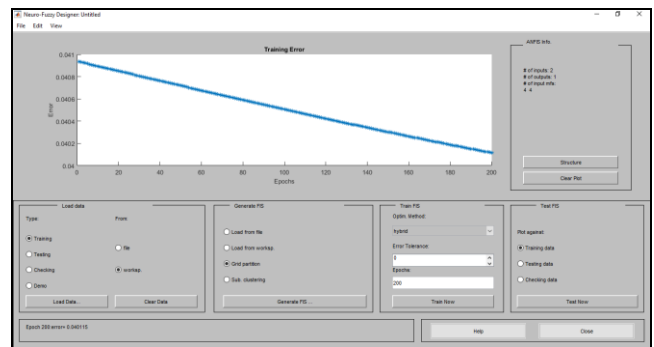 Neuro-Fuzzy Designer: Untitled
File Edit View
Training Error
ANFIS Info.
0.041
0.0408
0.0406
0.0404
0.0402
0.04
Error
0 20 40 60 80 100 120 140 160 180 200
Epochs
# of inputs: 2
# of outputs: 1
# of input mfs:
4 4
Structure
Clear Plot
Load data
Type:
From:
Training
Testing
Checking
Demo
file
worksp.
Load Data...
Clear Data
Generate FIS
Load from file
Load from worksp.
Grid partition
Sub. clustering
Generate FIS ...
Train FIS
Optim. Method:
hybrid
Error Tolerance:
0
Epochs:
200
Train Now
Test FIS
Plot against:
Training data
Testing data
Checking data
Test Now
Epoch 200:error= 0.040115
Help
Close